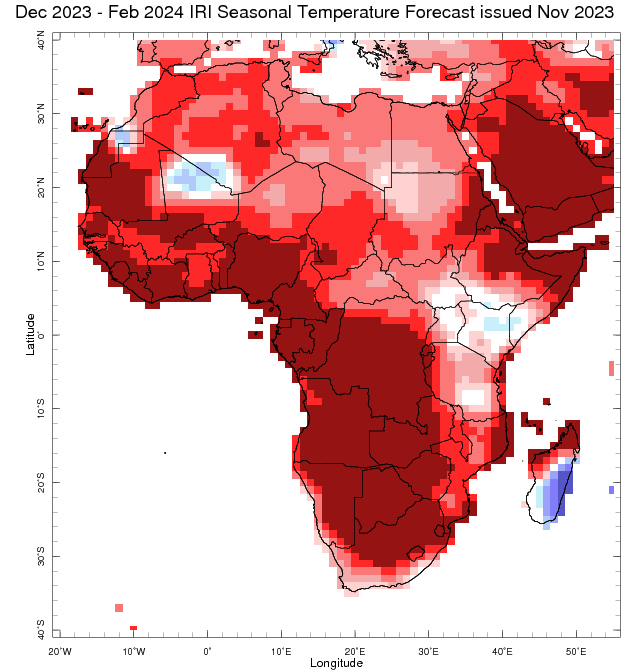 Dec 2023 - Feb 2024 IRI Seasonal Temperature Forecast issued Nov 2023
40˚N
30˚N
20˚N
10˚N
0˚
10˚S
20˚S
30˚S
40˚S
Latitude
20˚W 10˚W 0˚ 10˚E 20˚E 30˚E 40˚E 50˚E
Longitude